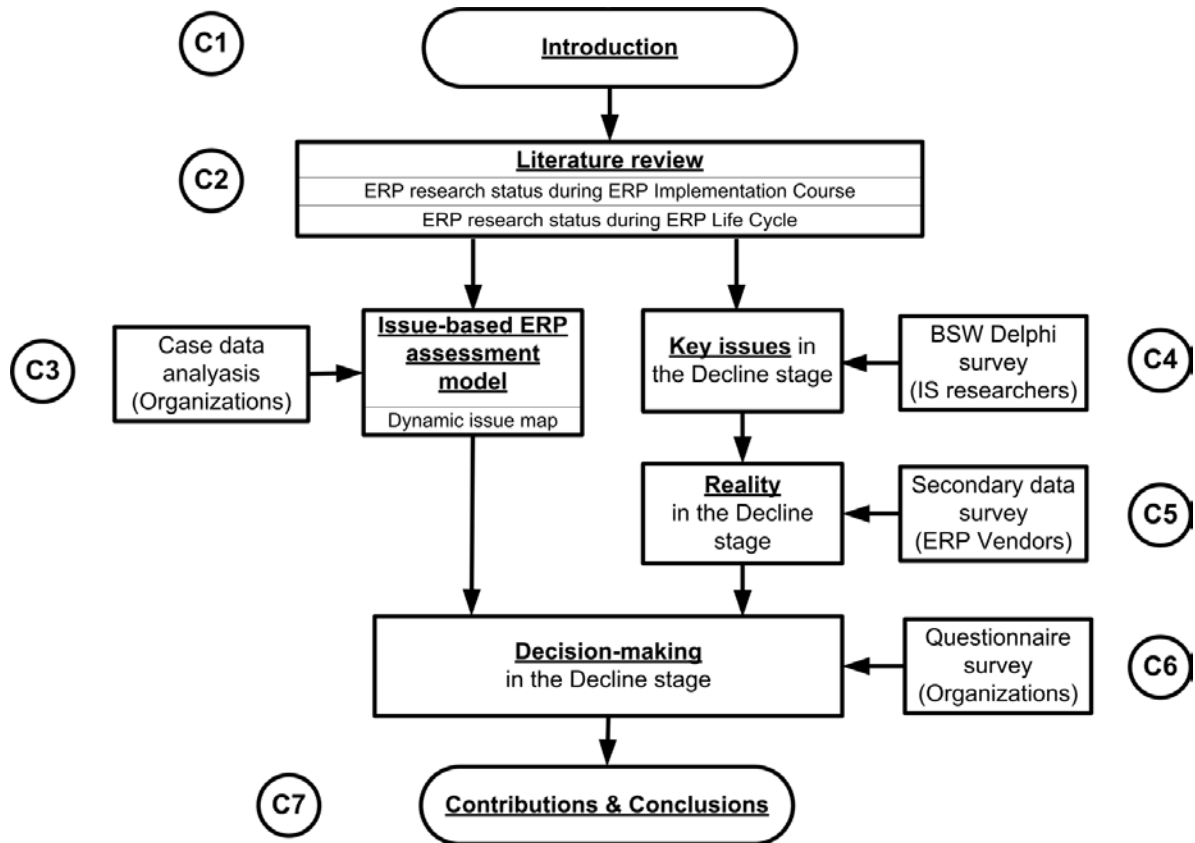 C1
Introduction
C2
Literature review
ERP research status during ERP Implementation Course
ERP research status during ERP Life Cycle
C3
Case data
analyasis
(Organizations)
Issue-based ERP
assessment
model
Dynamic issue map
Key issues in
the Decline stage
BSW Delphi
survey
(IS researchers)
C4
Reality
in the Decline
stage
Secondary data
survey
(ERP Vendors)
C5
Decision-making
in the Decline stage
Questionnaire
survey
(Organizations)
C6
C7
Contributions & Conclusions